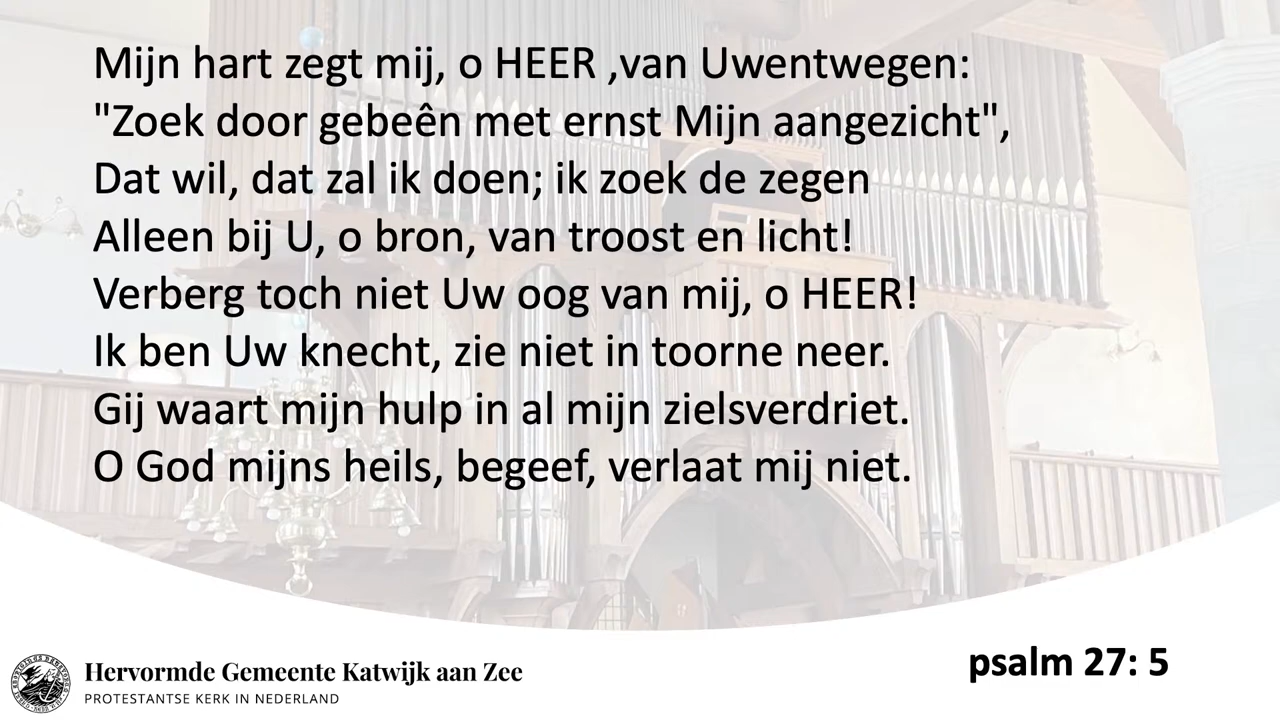 Mijn hart zegt mij, o HEER ,van Uwentwegen:
"Zoek door gebeên met ernst Mijn aangezicht",
Dat wil, dat zal ik doen; ik zoek de zegen
Alleen bij U, o bron, van troost en licht!
Verberg toch niet Uw oog van mij, o HEER!
Ik ben Uw knecht, zie niet in toorne neer.
Gij waart mijn hulp in al mijn zielsverdriet.
O God mijns heils, begeef, verlaat mij niet.
Hervormde Gemeente Katwijk aan Zee
PROTESTANTSE KERK IN NEDERLAND
psalm 27: 5